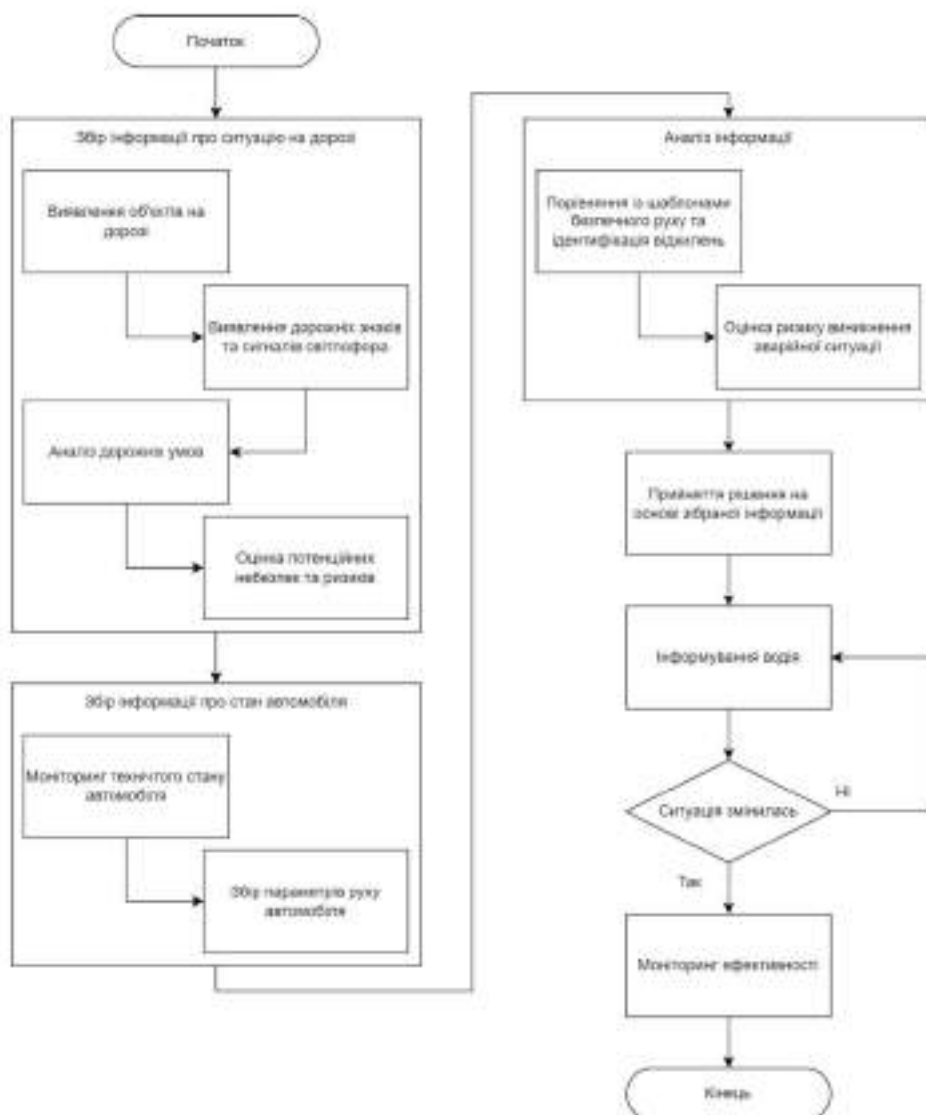 Початок
Збір інформації про ситуацію на дорозі
Виявлення об'єктів на
дорозі
Виявлення дорожніх знаків
та сигналів світлофора
Аналіз дорожніх умов
Оцінка потенційних
небезпек та ризиків
Збір інформації про стан автомобіля
Моніторинг технічтого стану
автомобіля
Збір параметрів руху
автомобіля
Аналіз інформації
Порівняння із шаблонами
безпечного руху та
ідентифікація відхилень
Оцінка ризику виникнення
аварійної ситуації
Прийняття рішення на
основі зібраної інформації
Інформування водія
Ситуація змінилась
Ні
Так
Моніторинг ефективності
Кінець